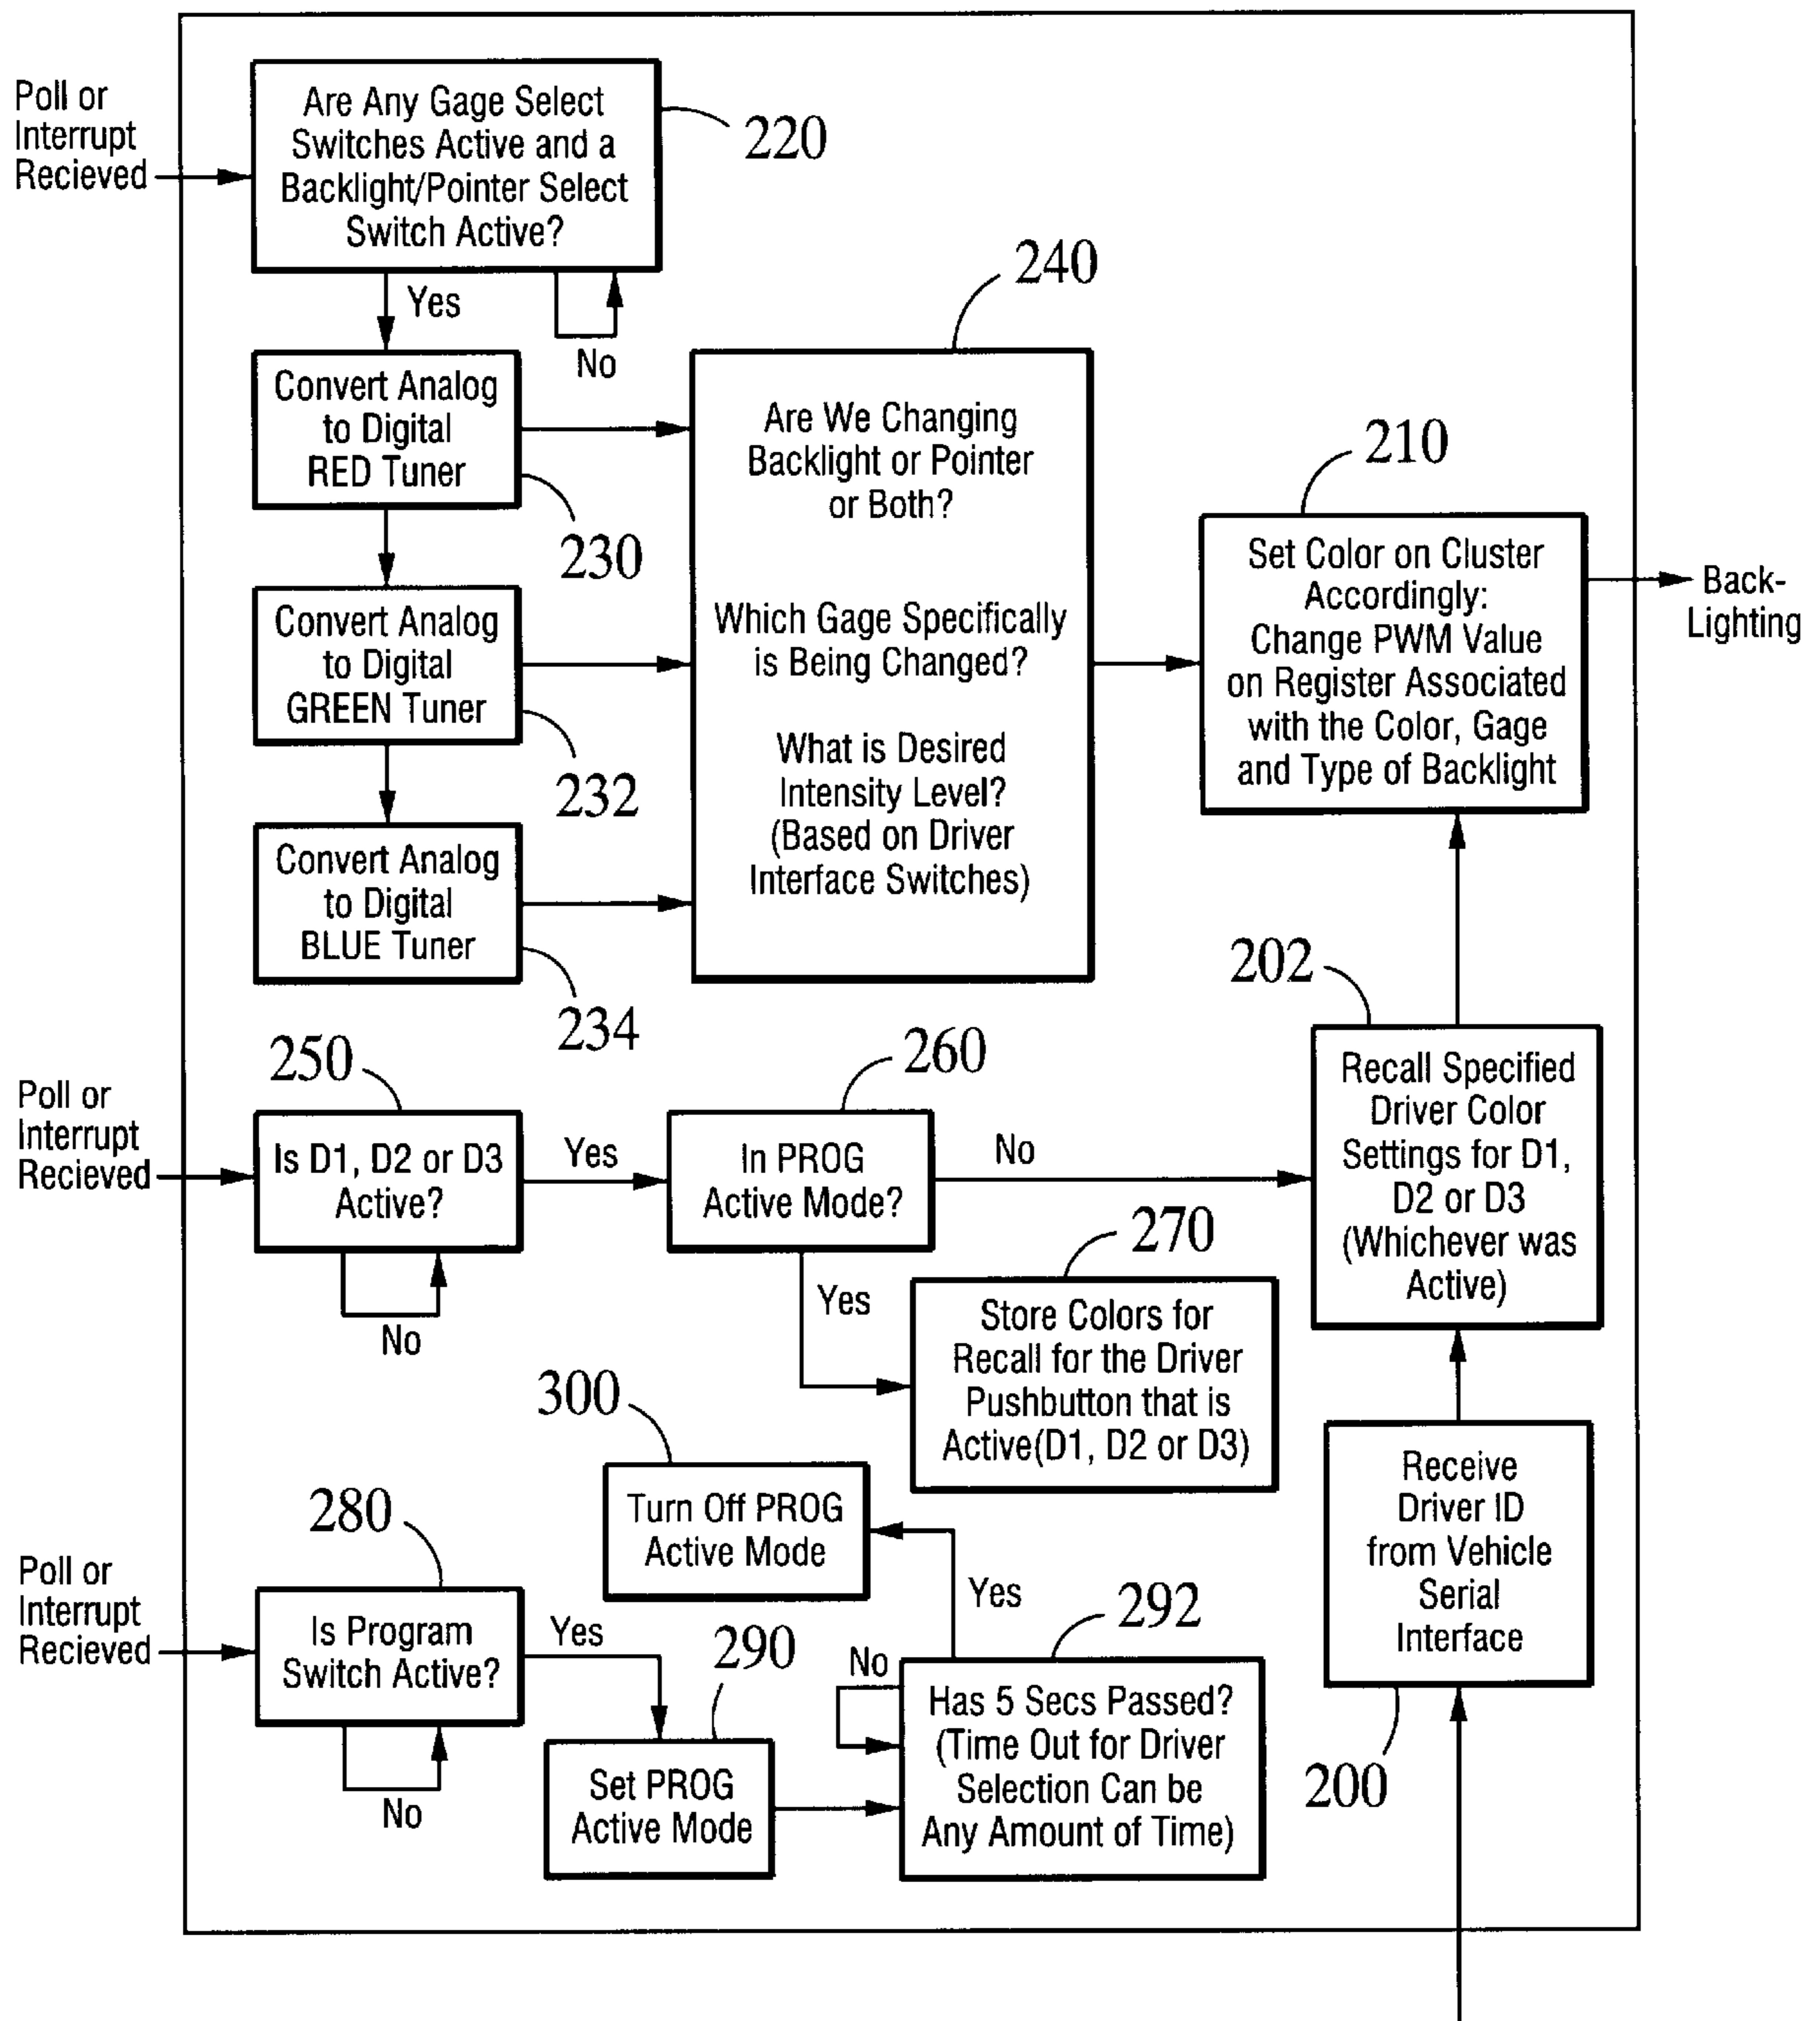 Poll or
Interrupt
Recieved
Are Any Gage Select
Switches Active and a
Backlight/Pointer Select
Switch Active?
220
Yes
No
Convert Analog
to Digital
RED Tuner
230
Convert Analog
to Digital
GREEN Tuner
232
Convert Analog
to Digital
BLUE Tuner
234
240
Are We Changing
Backlight or Pointer
or Both?
Which Gage Specifically
is Being Changed?
What is Desired
Intensity Level?
(Based on Driver
Interface Switches)
210
Set Color on Cluster
Accordingly:
Change PWM Value
on Register Associated
with the Color, Gage
and Type of Backlight
Back-
Lighting
Poll or
Interrupt
Recieved
250
Is D1, D2 or D3
Active?
Yes
No
260
In PROG
Active Mode?
No
Yes
202
Recall Specified
Driver Color
Settings for D1,
D2 or D3
(Whichever was
Active)
270
Store Colors for
Recall for the Driver
Pushbutton that is
Active(D1, D2 or D3)
300
Turn Off PROG
Active Mode
Yes
Poll or
Interrupt
Recieved
280
Is Program
Switch Active?
Yes
No
290
Set PROG
Active Mode
292
No
Has 5 Secs Passed?
(Time Out for Driver
Selection Can be
Any Amount of Time)
Receive
Driver ID
from Vehicle
Serial
Interface
200